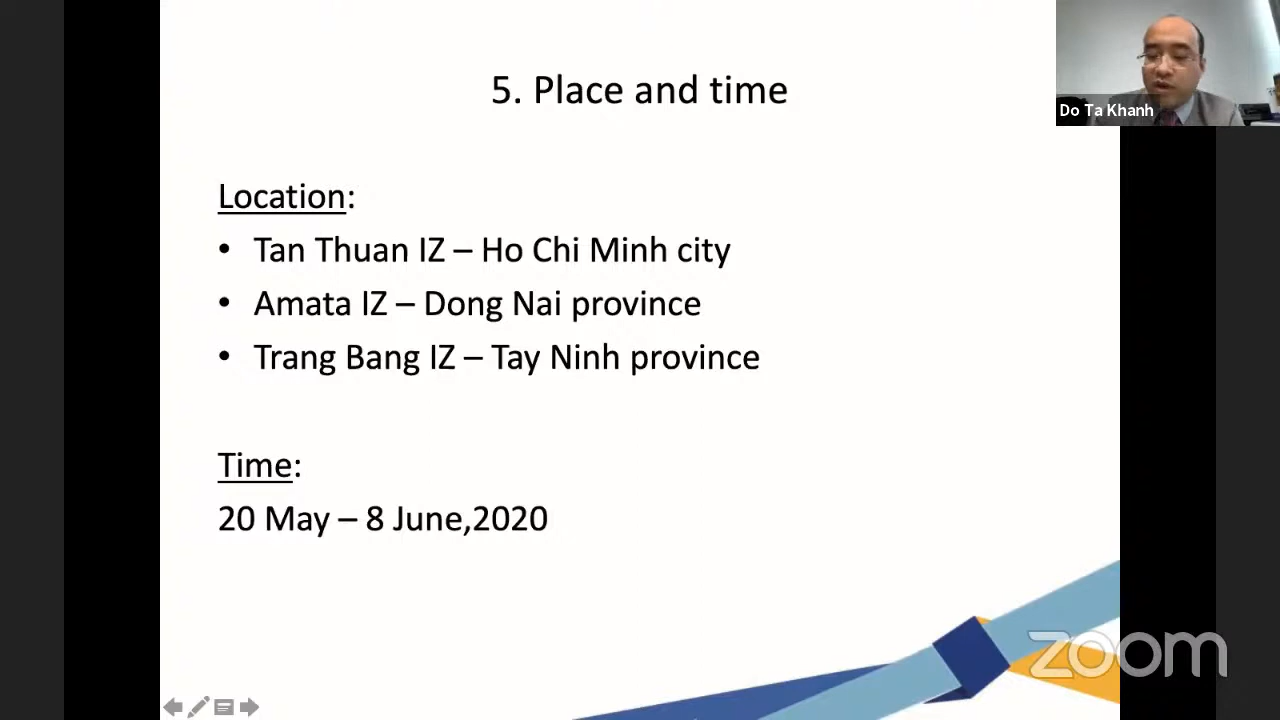 5. Place and time
Do Ta Khanh
Location:
• Tan Thuan IZ – Ho Chi Minh city
• Amata IZ – Dong Nai province
• Trang Bang IZ – Tay Ninh province
Time:
20 May – 8 June,2020
zoom